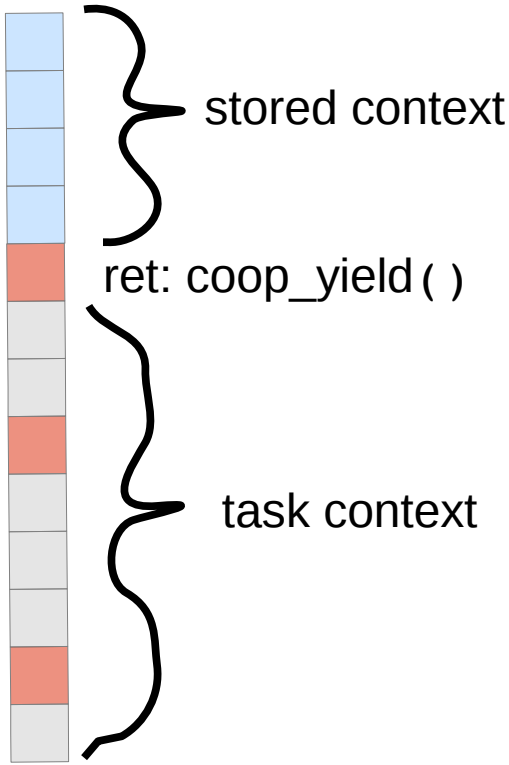 stored context
ret: coop_yield()
task context